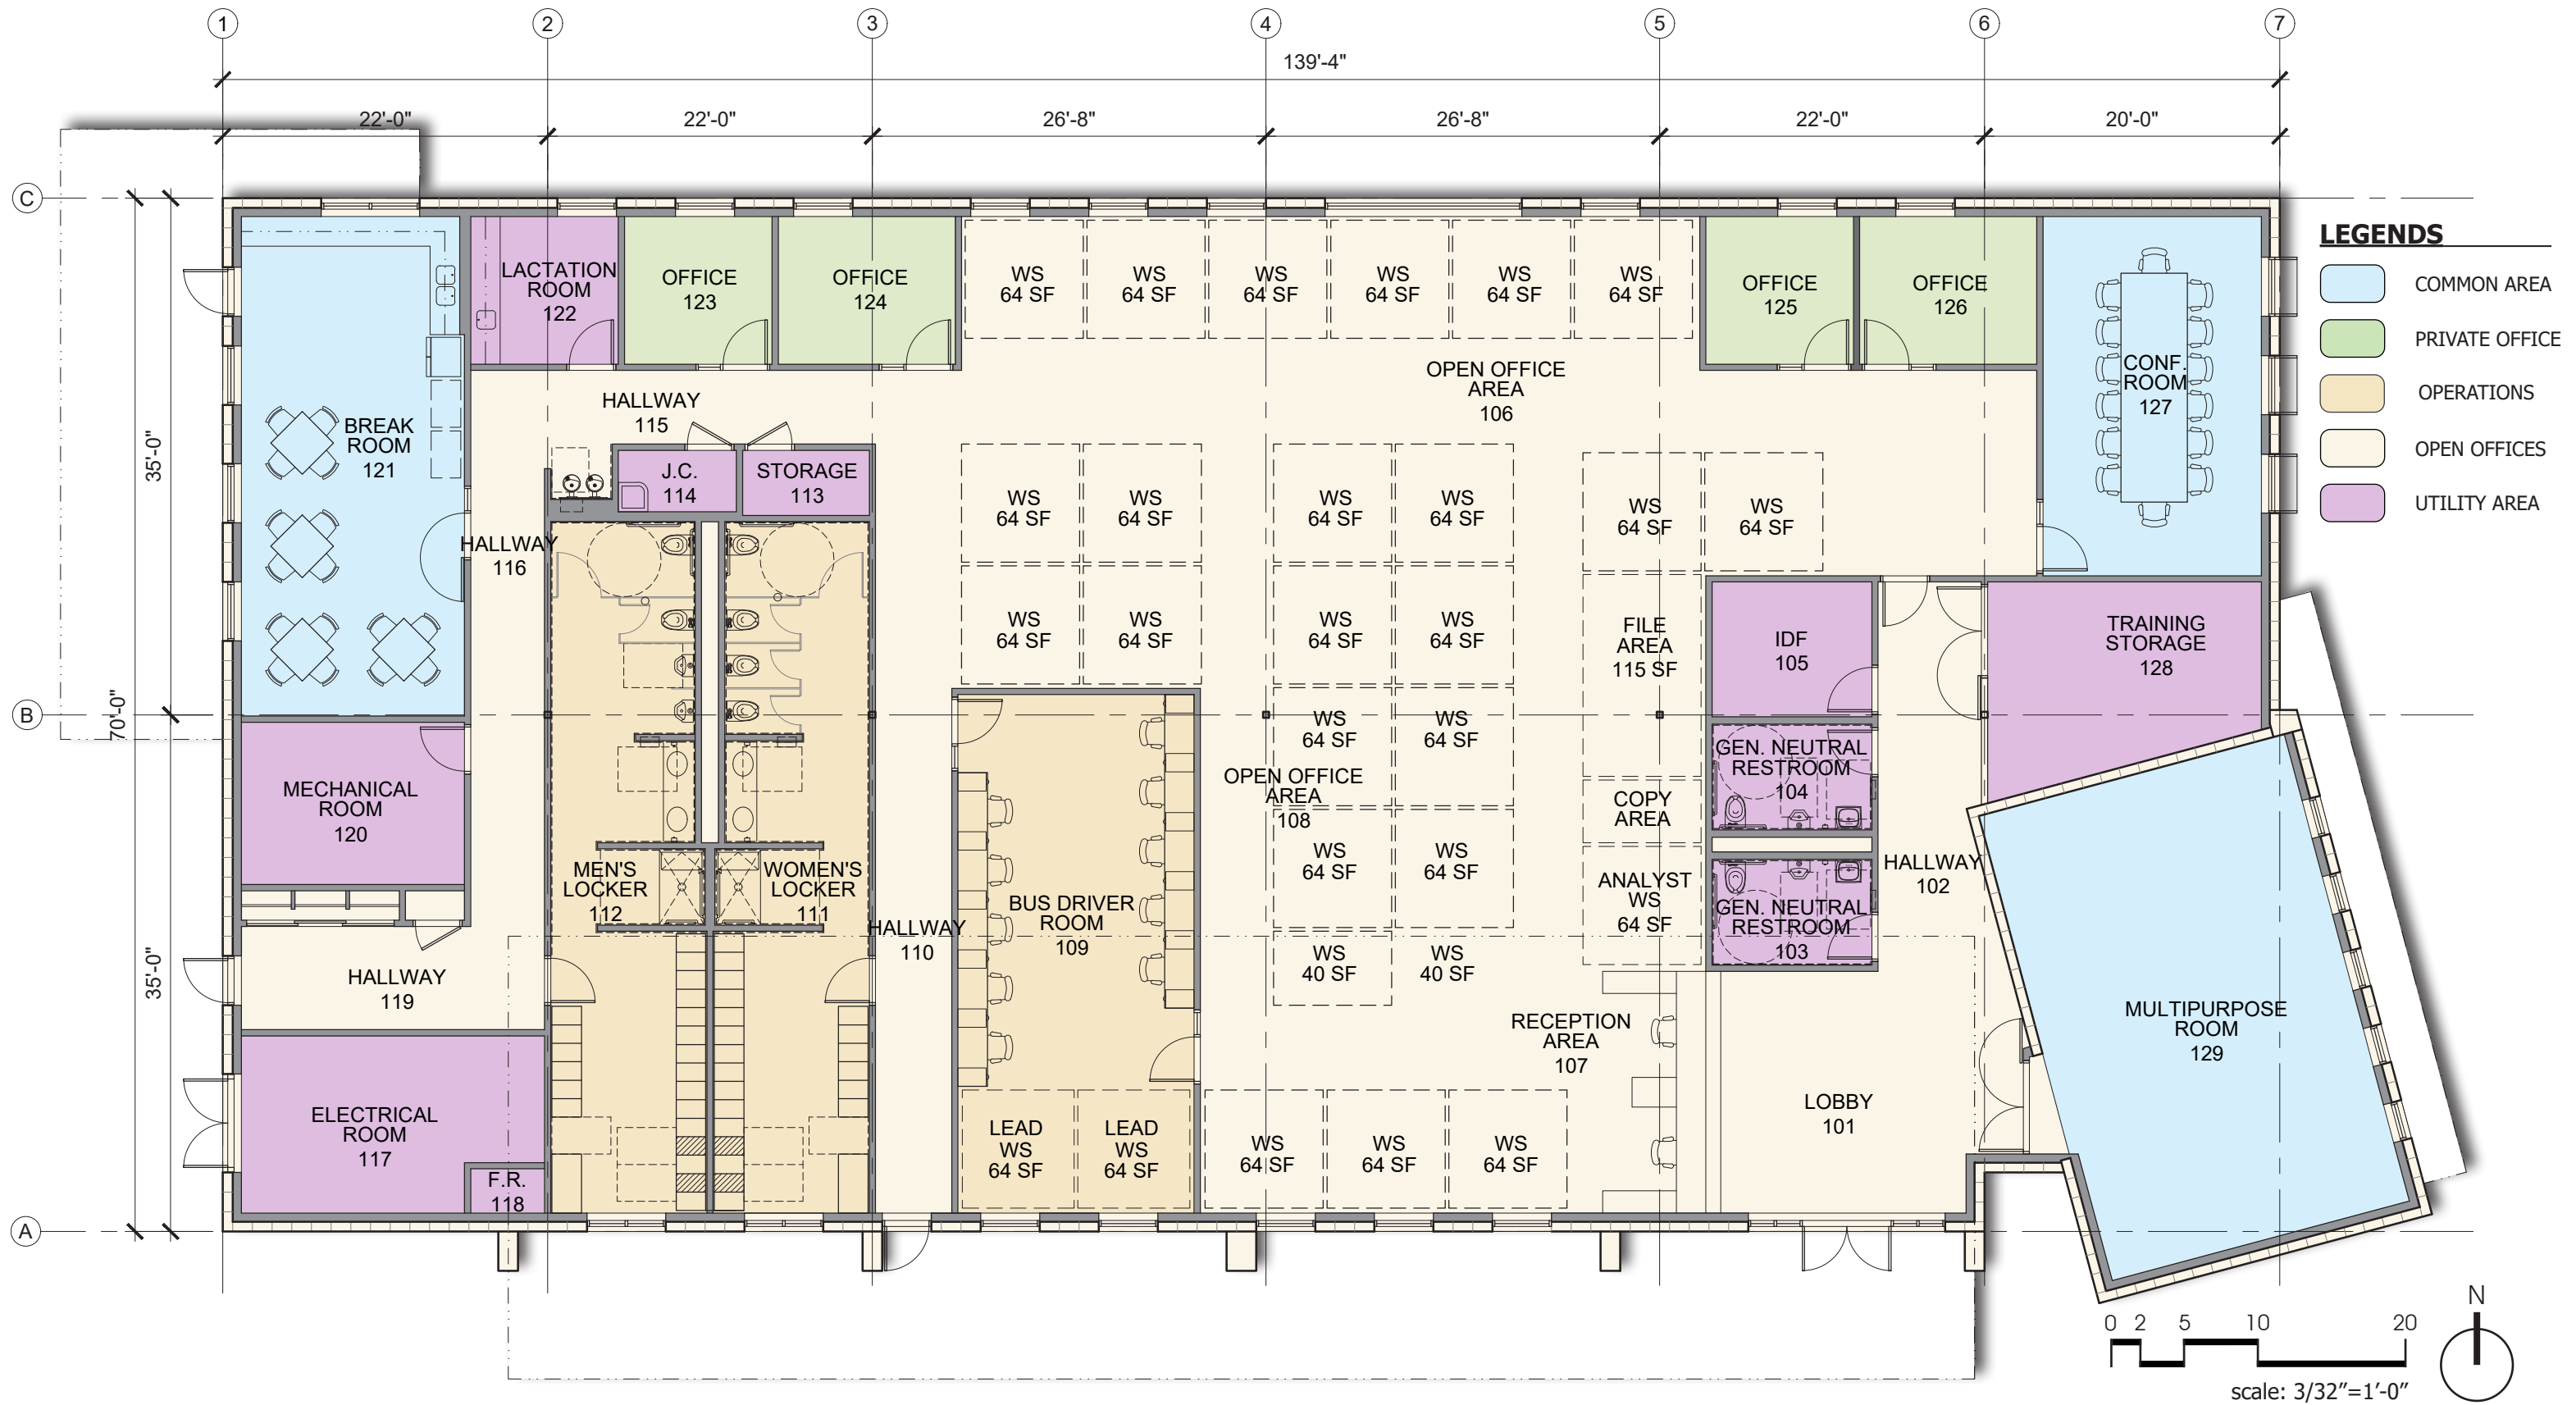 1
2
3
4
5
6
7
139'-4"
22'-0"
22'-0"
26'-8"
26'-8"
22'-0"
20'-0"
C
B
A
35'-0"
70'-0"
35'-0"
LEGENDS
COMMON AREA
PRIVATE OFFICE
OPERATIONS
OPEN OFFICES
UTILITY AREA
LACTATION
ROOM
122
OFFICE
123
OFFICE
124
WS
64 SF
WS
64 SF
WS
64 SF
WS
64 SF
WS
64 SF
WS
64 SF
OFFICE
125
OFFICE
126
CONF.
ROOM
127
OPEN OFFICE
AREA
106
HALLWAY
115
BREAK
ROOM
121
J.C.
114
STORAGE
113
HALLWAY
116
WS
64 SF
WS
64 SF
WS
64 SF
WS
64 SF
WS
64 SF
WS
64 SF
WS
64 SF
WS
64 SF
WS
64 SF
WS
64 SF
FILE
AREA
115 SF
IDF
105
TRAINING
STORAGE
128
WS
64 SF
WS
64 SF
OPEN OFFICE
AREA
108
GEN. NEUTRAL
RESTROOM
104
COPY
AREA
MECHANICAL
ROOM
120
MEN'S
LOCKER
112
WOMEN'S
LOCKER
111
WS
64 SF
WS
64 SF
ANALYST
WS
64 SF
HALLWAY
102
GEN. NEUTRAL
RESTROOM
103
BUS DRIVER
ROOM
109
HALLWAY
110
WS
40 SF
WS
40 SF
HALLWAY
119
RECEPTION
AREA
107
MULTIPURPOSE
ROOM
129
ELECTRICAL
ROOM
117
F.R.
118
LEAD
WS
64 SF
LEAD
WS
64 SF
WS
64 SF
WS
64 SF
WS
64 SF
LOBBY
101
N
0 2 5 10 20
scale: 3/32"=1'-0"